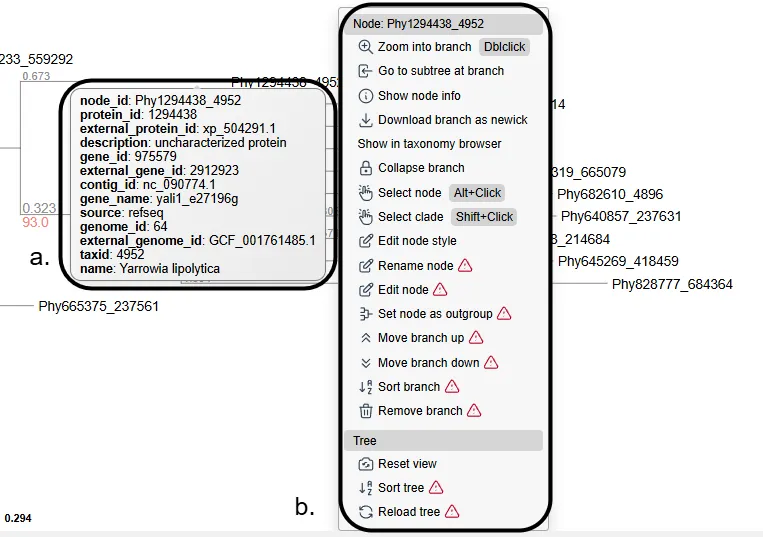 233_559292
0.673
Phy1294438_495
node_id: Phy1294438_4952
protein_id: 1294438
external_protein_id: xp_504291.1
description: uncharacterized protein
gene_id: 975579
external_gene_id: 2912923
contig_id: nc_090774.1
gene_name: yali1_e27196g
source: refseq
genome_id: 64
external_genome_id: GCF_001761485.1
taxid: 4952
name: Yarrowia lipolytica
0.323
93.0
a.
Phy665375_237561
0.294
b.
Node: Phy1294438_4952
Zoom into branch Dblclick
Go to subtree at branch
Show node info
Download branch as newick
Show in taxonomy browser
Collapse branch
Select node Alt+Click
Select clade Shift+Click
Edit node style
Rename node
Edit node
Set node as outgroup
Move branch up
Move branch down
Sort branch
Remove branch
Tree
Reset view
Sort tree
Reload tree
14
319_665079
Phy682610_4896
Phy640857_237631
3_214684
Phy645269_418459
Phy828777_684364